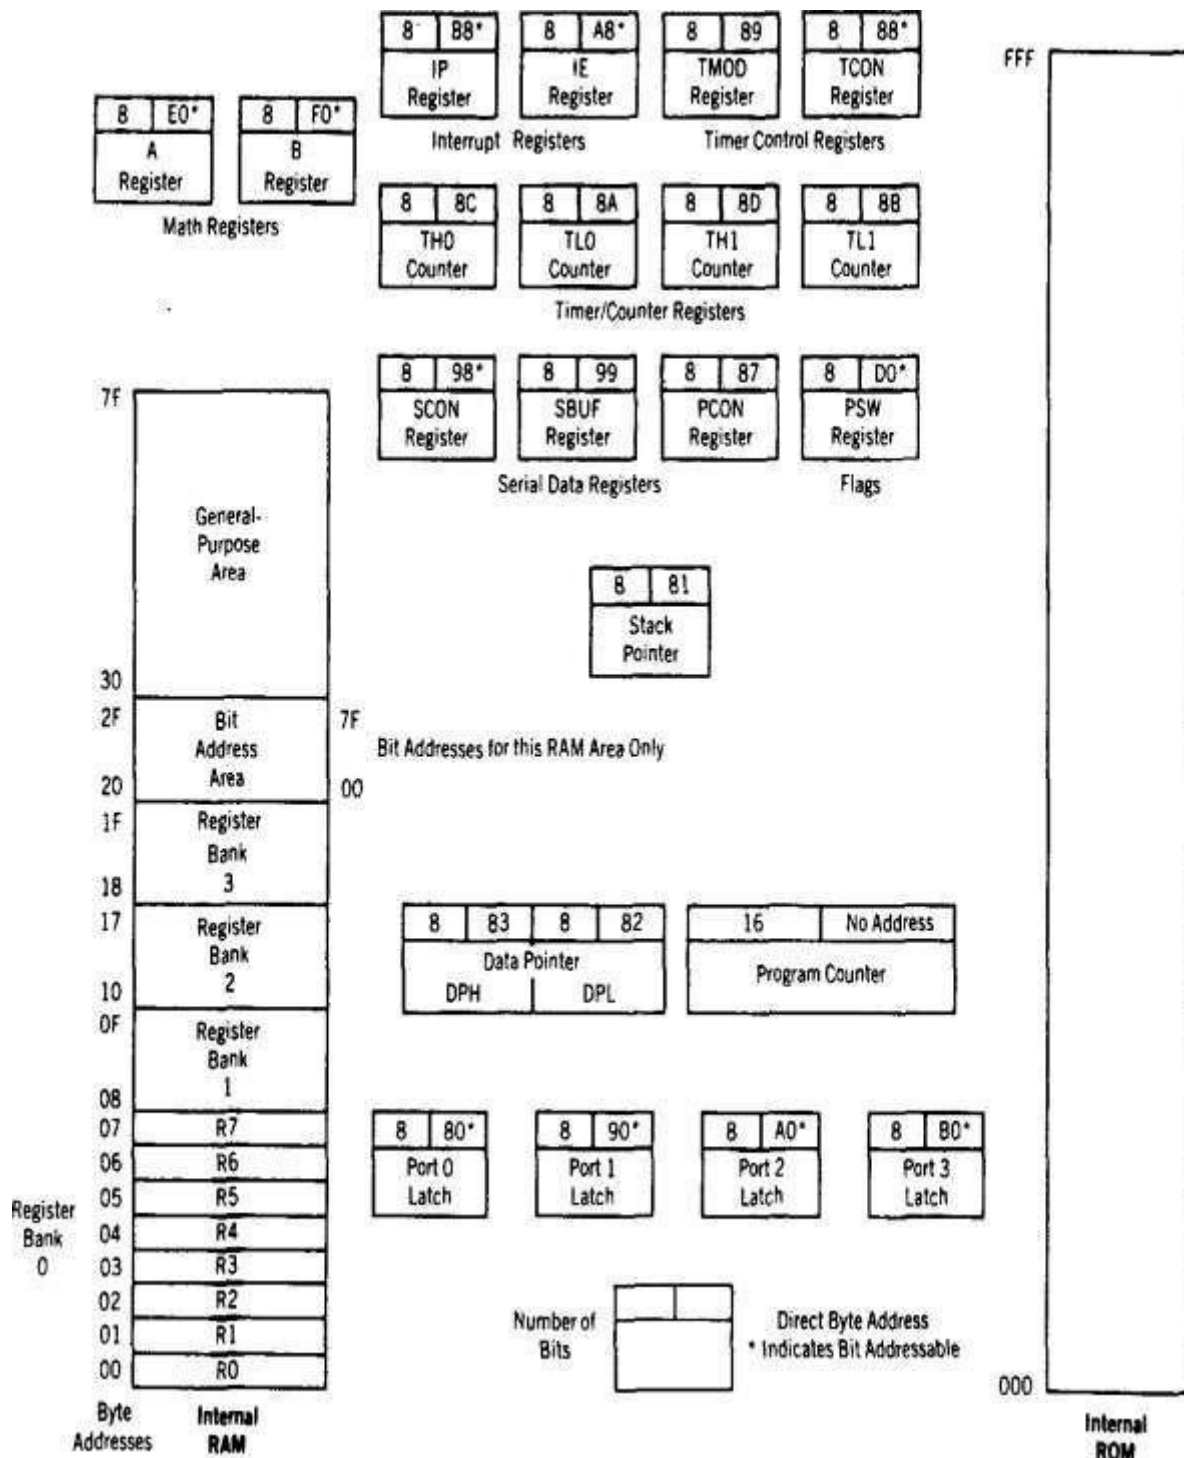 8 B8*
IP
Register
8 A8*
IE
Register
Interrupt Registers
8 89
TMOD
Register
8 88*
TCON
Register
Timer Control Registers
8 E0*
A
Register
8 F0*
B
Register
Math Registers
8 8C
TH0
Counter
8 8A
TL0
Counter
8 8D
TH1
Counter
8 8B
TL1
Counter
Timer/Counter Registers
8 98*
SCON
Register
8 99
SBUF
Register
8 87
PCON
Register
Serial Data Registers
8 D0*
PSW
Register
Flags
8 81
Stack
Pointer
7F
General-
Purpose
Area
30
2F
Bit
Address
Area
20
7F
Bit Addresses for this RAM Area Only
00
1F
Register
Bank
3
18
17
Register
Bank
2
10
0F
Register
Bank
1
08
07 R7
06 R6
05 R5
04 R4
03 R3
02 R2
01 R1
00 R0
Register
Bank
0
Byte
Addresses
Internal
RAM
8 83 8 82
Data Pointer
DPH DPL
16 No Address
Program Counter
8 80*
Port 0
Latch
8 90*
Port 1
Latch
8 A0*
Port 2
Latch
8 B0*
Port 3
Latch
Number of
Bits
Direct Byte Address
* Indicates Bit Addressable
FFF
000
Internal
ROM